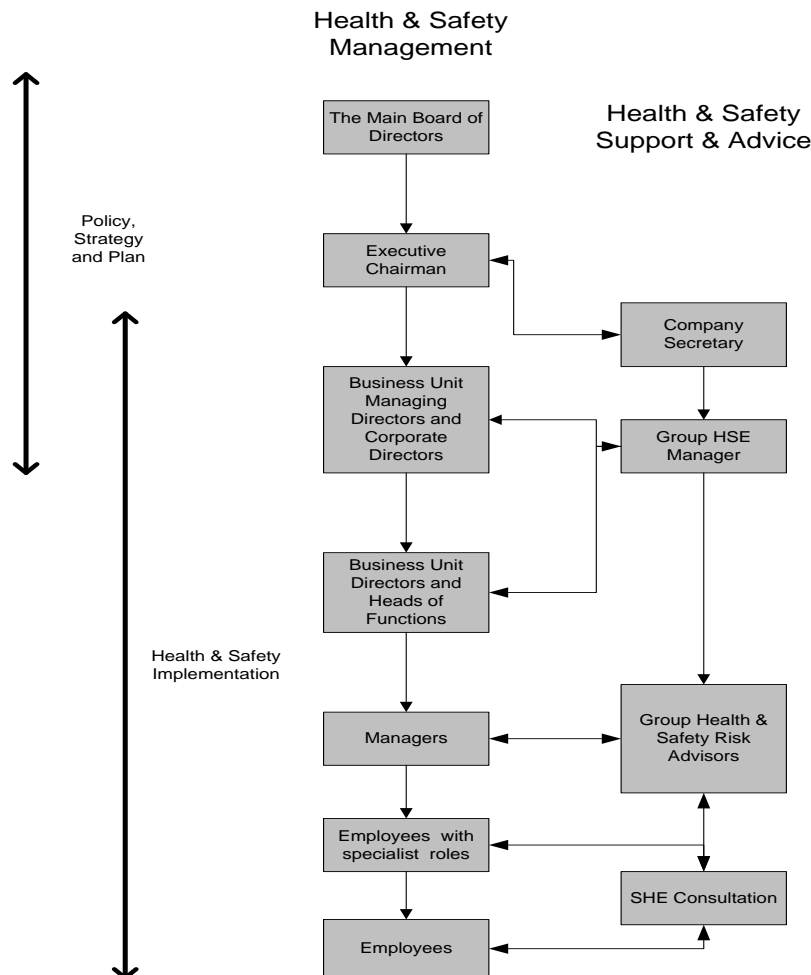 Health & Safety
Management
Health & Safety
Support & Advice
The Main Board of
Directors
Policy,
Strategy
and Plan
Executive
Chairman
Company
Secretary
Business Unit
Managing
Directors and
Corporate
Directors
Group HSE
Manager
Business Unit
Directors and
Heads of
Functions
Health & Safety
Implementation
Managers
Group Health &
Safety Risk
Advisors
Employees with
specialist roles
SHE Consultation
Employees